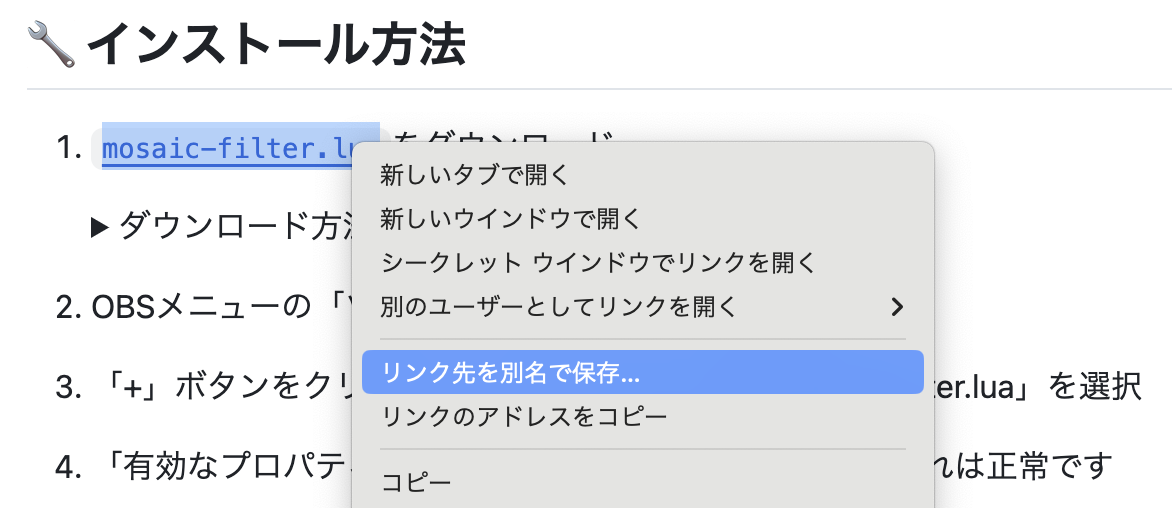 🔧 インストール方法
1. mosaic-filter.lu をダウンロード
▶ ダウンロード方法
2. OBSメニューの「
3. 「+」ボタンをクリ
er.lua」を選択
4. 「有効なプロパティ
れは正常です
新しいタブで開く
新しいウインドウで開く
シークレット ウインドウでリンクを開く
別のユーザーとしてリンクを開く
リンク先を別名で保存...
リンクのアドレスをコピー
コピー